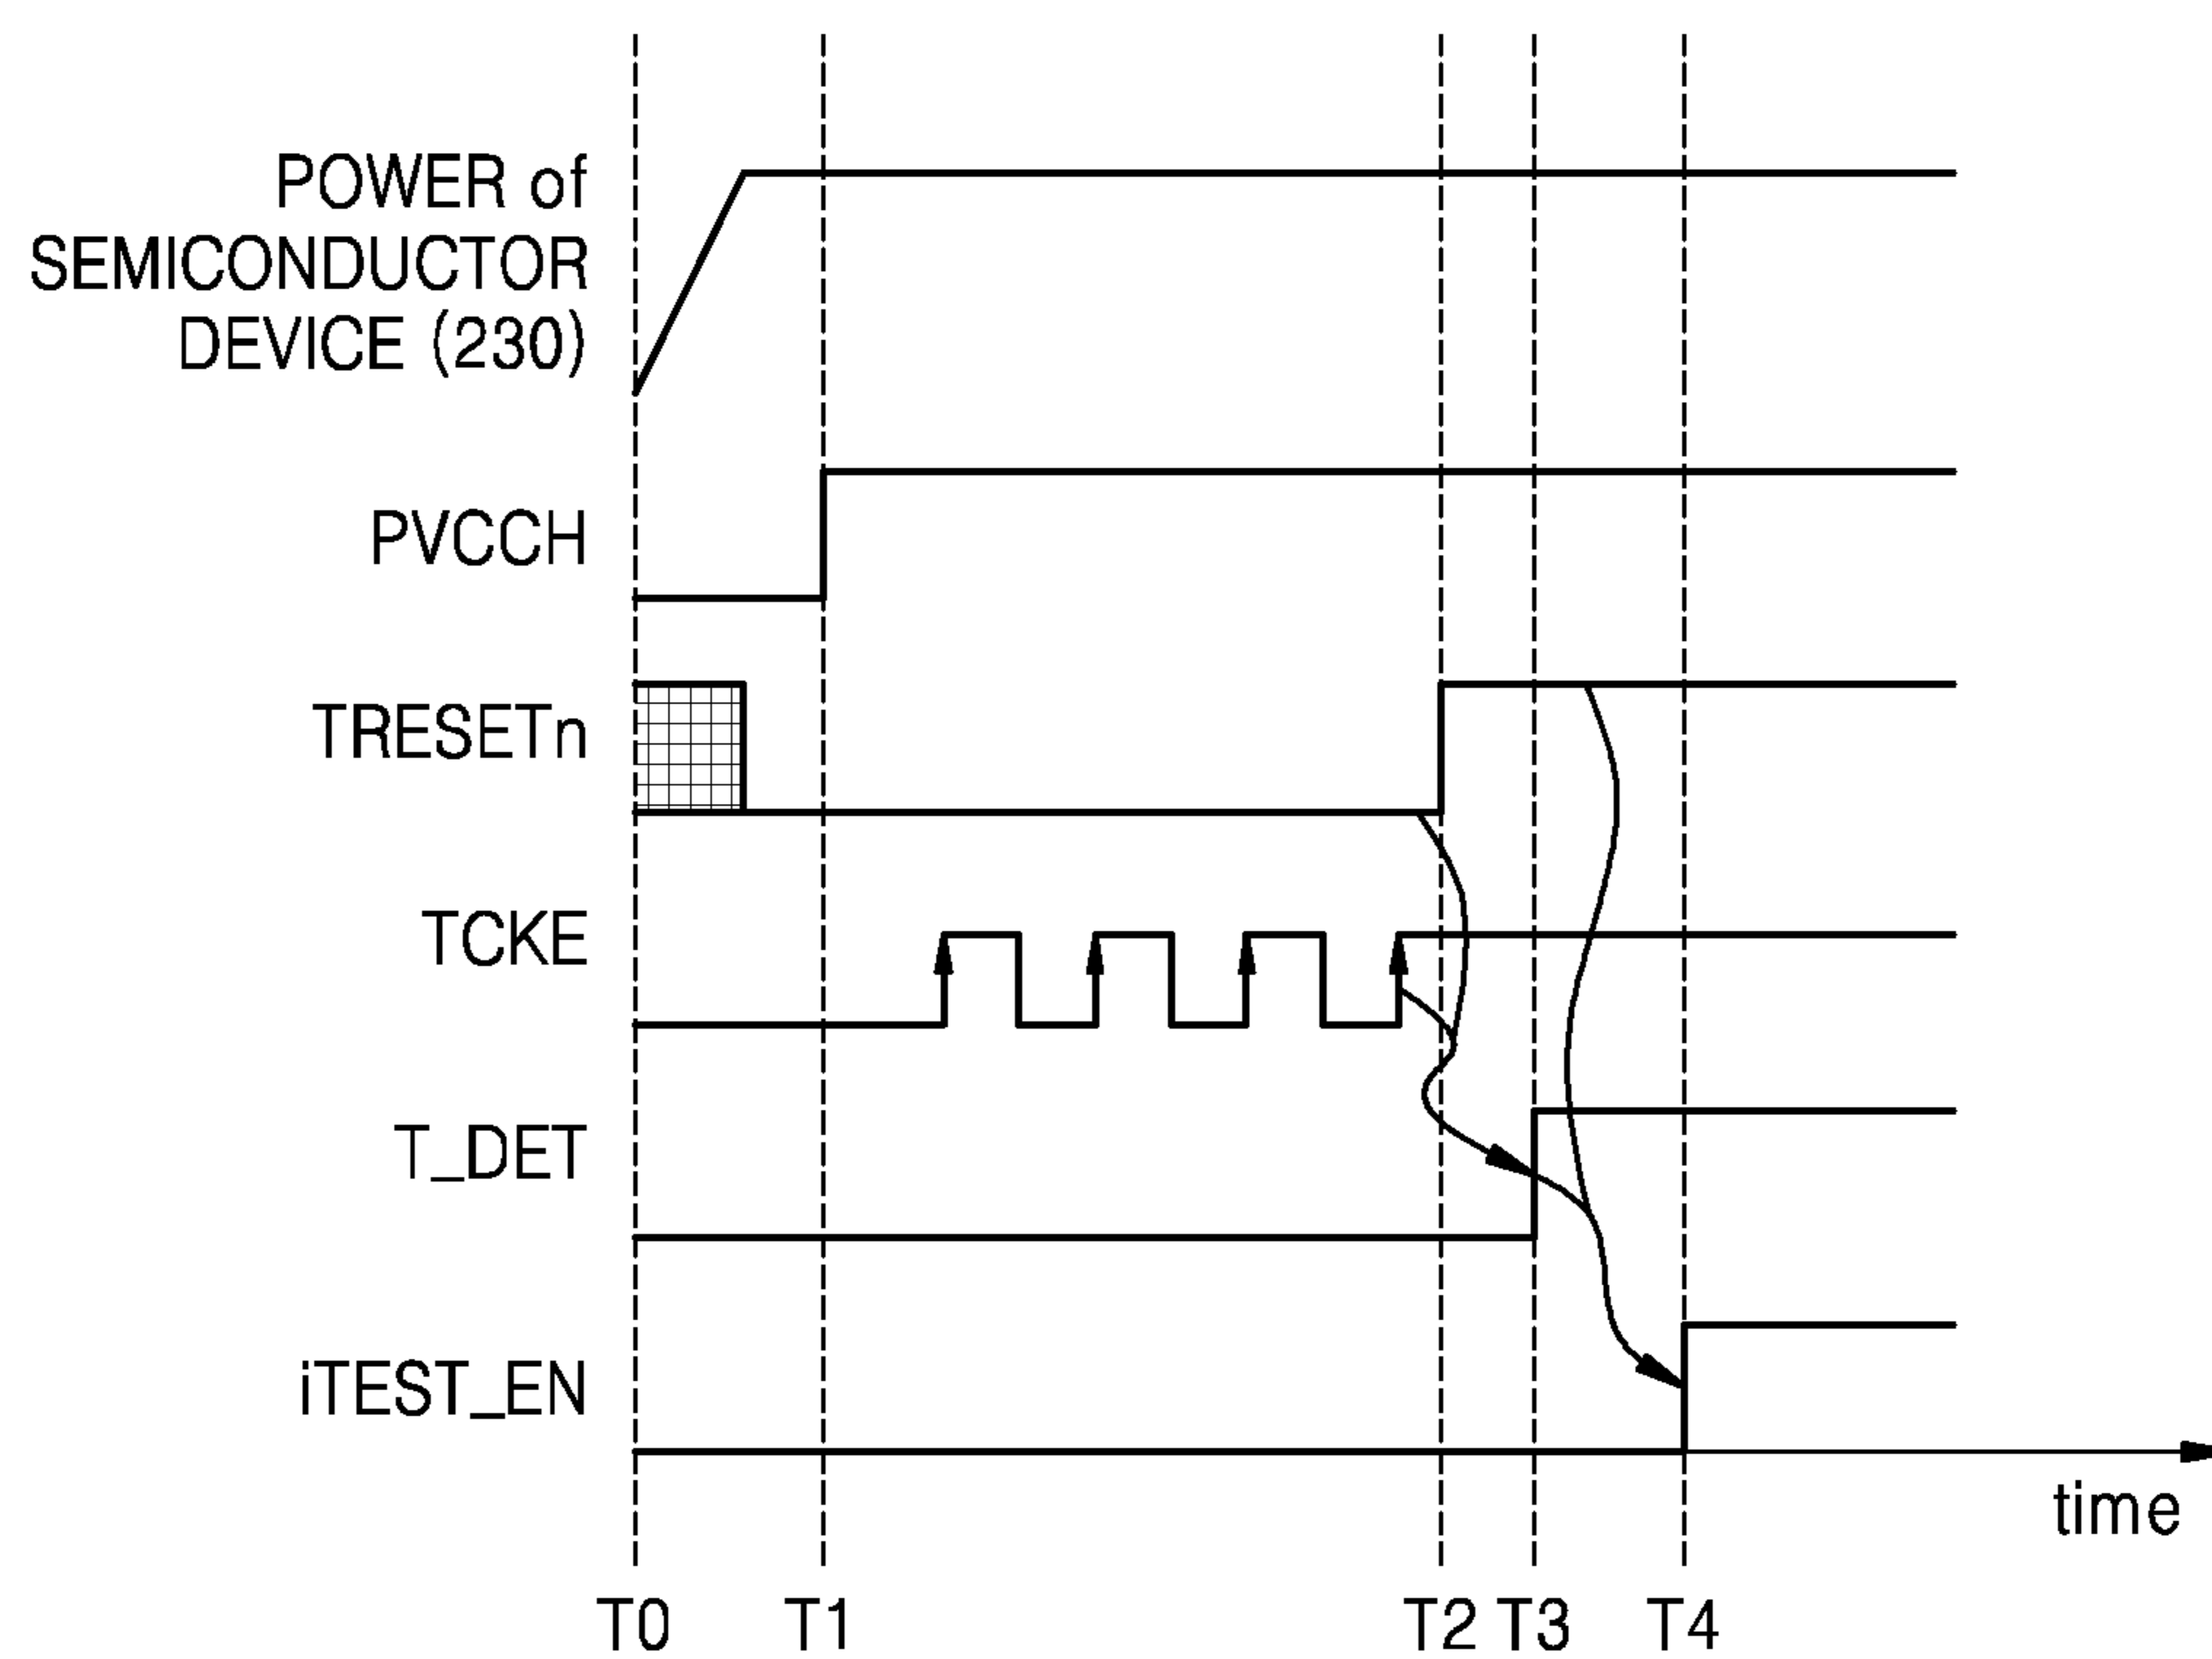 POWER of
SEMICONDUCTOR
DEVICE (230)
PVCCH
TRESETn
TCKE
T_DET
iTEST_EN
time
T0 T1 T2 T3 T4